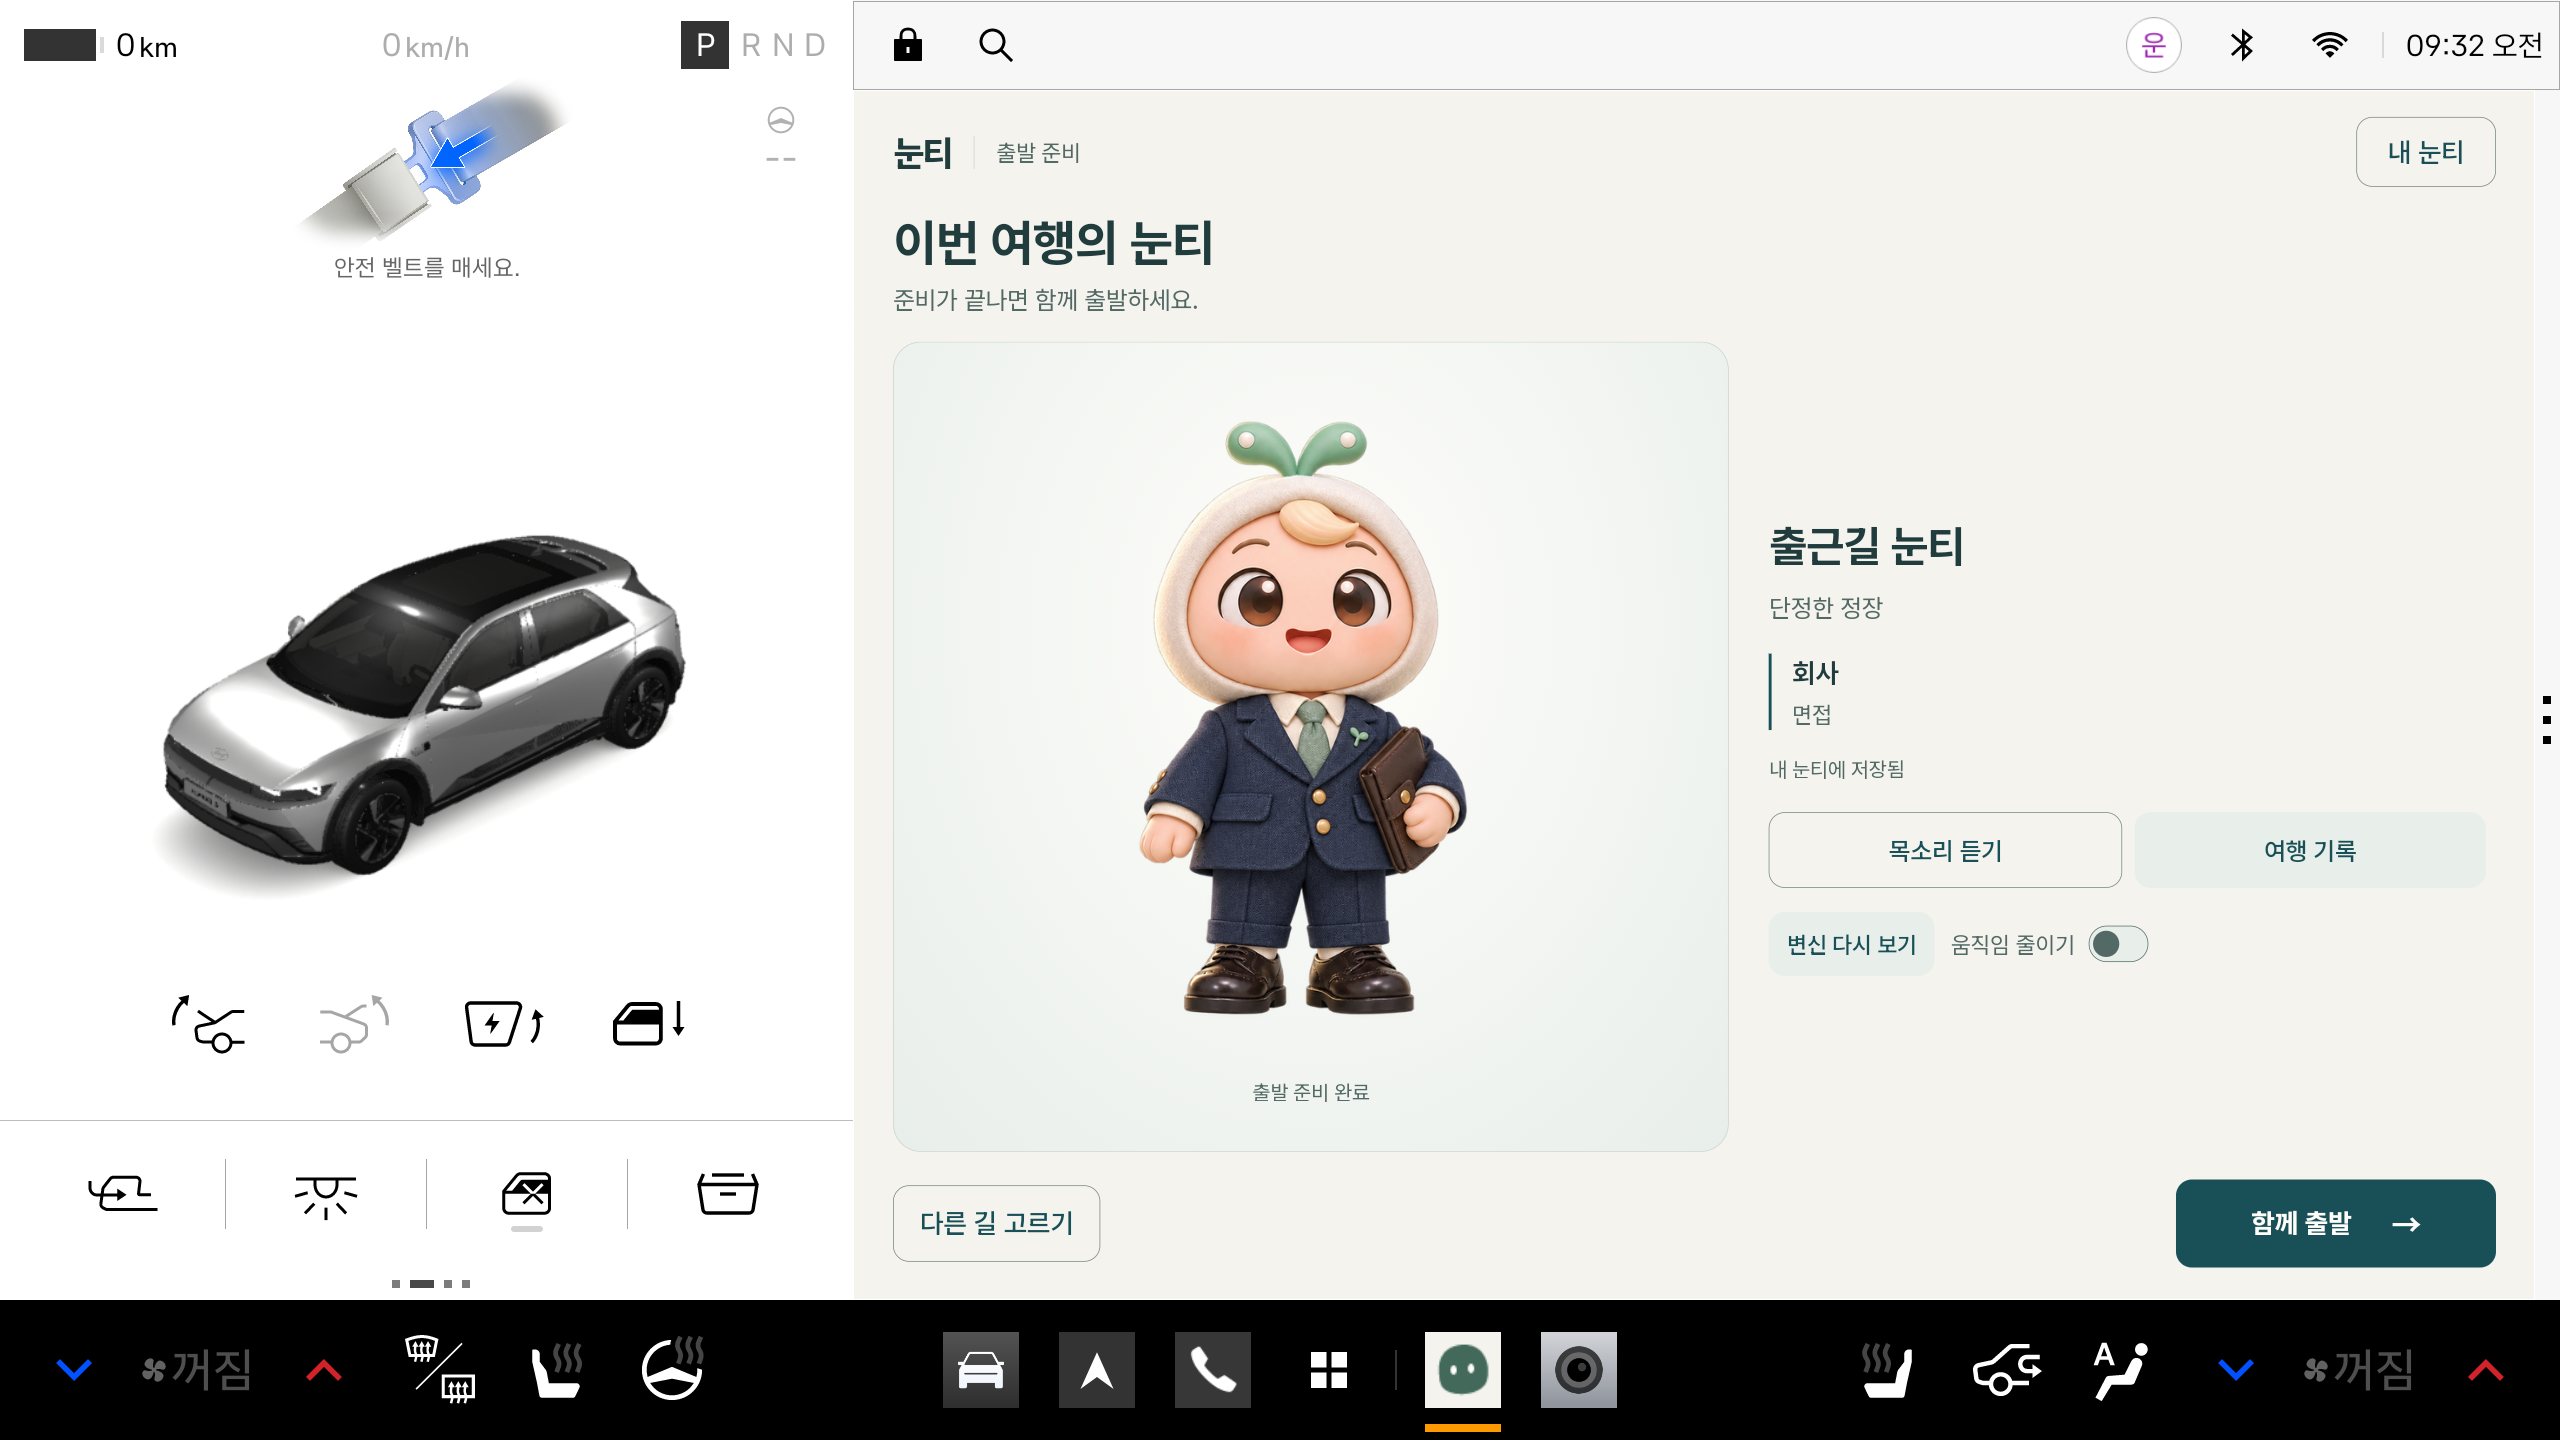 0 km
0 km/h
P R N D
안전 벨트를 매세요.
운
09:32 오전
눈티
출발 준비
내 눈티
이번 여행의 눈티
준비가 끝나면 함께 출발하세요.
출발 준비 완료
출근길 눈티
단정한 정장
회사
면접
내 눈티에 저장됨
목소리 듣기
여행 기록
변신 다시 보기
움직임 줄이기
다른 길 고르기
함께 출발 →
꺼짐
A
꺼짐